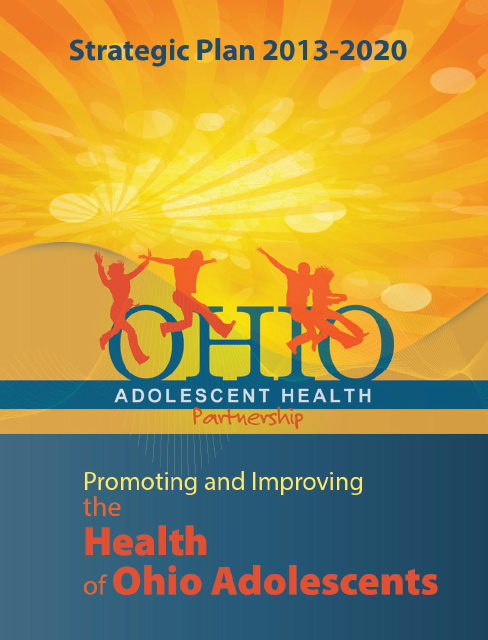 Strategic Plan 2013-2020
OHIO
ADOLESCENT HEALTH
Partnership
Promoting and Improving
the
Health
of Ohio Adolescents